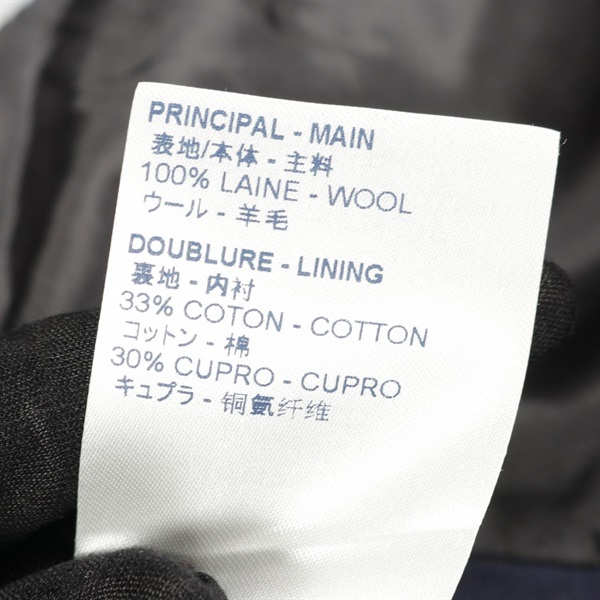 PRINCIPAL - MAIN
表地/本体 - 主料
100% LAINE - WOOL
ウール - 羊毛
DOUBLURE - LINING
裏地 - 内衬
33% COTON - COTTON
コットン - 棉
30% CUPRO - CUPRO
キュプラ - 铜氨纤维